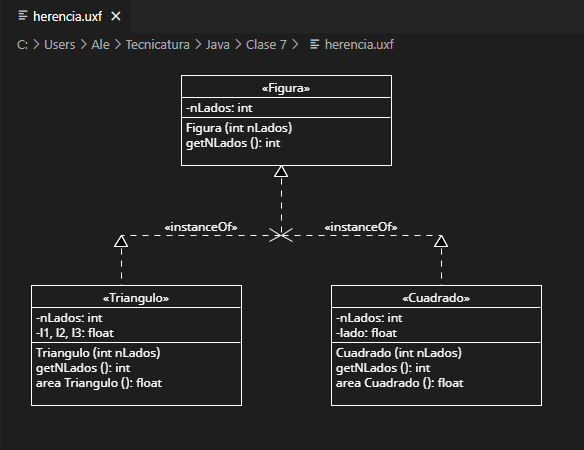 herencia.uxf
C: > Users > Ale > Tecnicatura > Java > Clase 7 > herencia.uxf
«Figura»
-nLados: int
Figura (int nLados)
getNLados (): int
«instanceOf»
«instanceOf»
«Triangulo»
-nLados: int
-l1, l2, l3: float
Triangulo (int nLados)
getNLados (): int
area Triangulo (): float
«Cuadrado»
-nLados: int
-lado: float
Cuadrado (int nLados)
getNLados (): int
area Cuadrado (): float